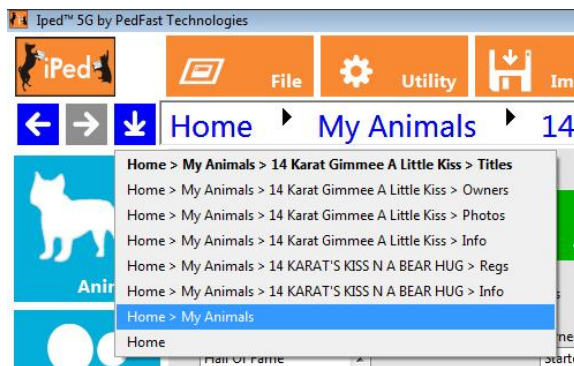 Iped™ 5G by PedFast Technologies
iPed
File
Utility
Im
Home
My Animals
14
Home > My Animals > 14 Karat Gimmee A Little Kiss > Titles
Home > My Animals > 14 Karat Gimmee A Little Kiss > Owners
Home > My Animals > 14 Karat Gimmee A Little Kiss > Photos
Home > My Animals > 14 Karat Gimmee A Little Kiss > Info
Home > My Animals > 14 KARAT'S KISS N A BEAR HUG > Regs
Home > My Animals > 14 KARAT'S KISS N A BEAR HUG > Info
Home > My Animals
Home
Ani
Hall Of Fame
Starte